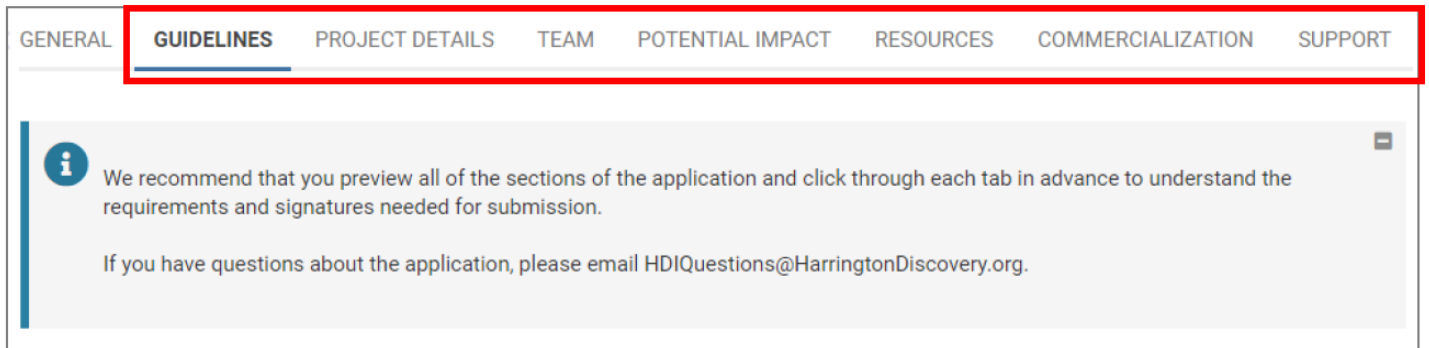 GENERAL GUIDELINES PROJECT DETAILS TEAM POTENTIAL IMPACT RESOURCES COMMERCIALIZATION SUPPORT
We recommend that you preview all of the sections of the application and click through each tab in advance to understand the
requirements and signatures needed for submission.
If you have questions about the application, please email HDIQuestions@HarringtonDiscovery.org.